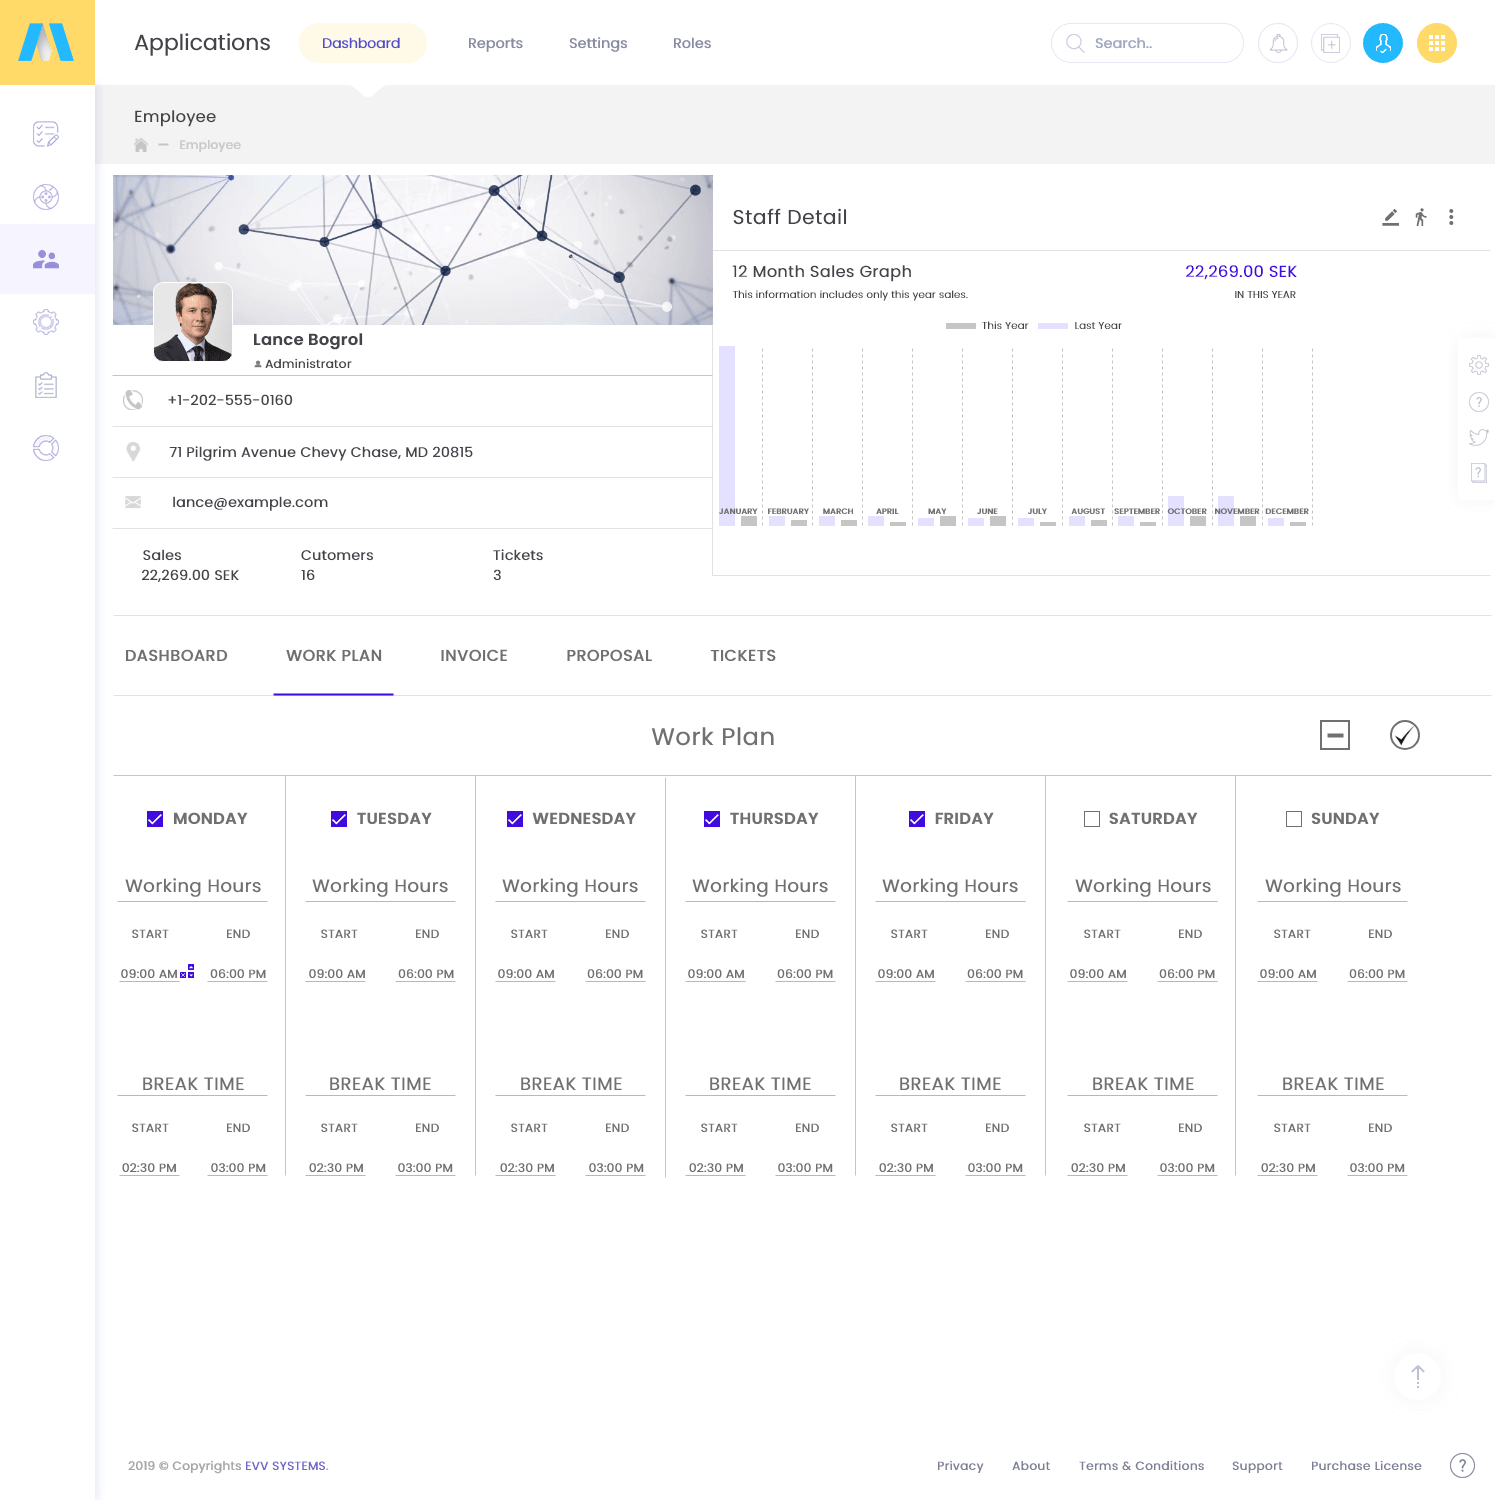 Applications
Dashboard
Reports
Settings
Roles
Search..
Employee
Employee
Lance Bogrol
Administrator
+1-202-555-0160
71 Pilgrim Avenue Chevy Chase, MD 20815
lance@example.com
Sales
Cutomers
Tickets
22,269.00 SEK
16
3
Staff Detail
12 Month Sales Graph
22,269.00 SEK
This information includes only this year sales.
IN THIS YEAR
This Year
Last Year
JANUARY
FEBRUARY
MARCH
APRIL
MAY
JUNE
JULY
AUGUST
SEPTEMBER
OCTOBER
NOVEMBER
DECEMBER
DASHBOARD
WORK PLAN
INVOICE
PROPOSAL
TICKETS
Work Plan
MONDAY
TUESDAY
WEDNESDAY
THURSDAY
FRIDAY
SATURDAY
SUNDAY
Working Hours
Working Hours
Working Hours
Working Hours
Working Hours
Working Hours
Working Hours
START END
START END
START END
START END
START END
START END
START END
09:00 AM 06:00 PM
09:00 AM 06:00 PM
09:00 AM 06:00 PM
09:00 AM 06:00 PM
09:00 AM 06:00 PM
09:00 AM 06:00 PM
09:00 AM 06:00 PM
BREAK TIME
BREAK TIME
BREAK TIME
BREAK TIME
BREAK TIME
BREAK TIME
BREAK TIME
START END
START END
START END
START END
START END
START END
START END
02:30 PM 03:00 PM
02:30 PM 03:00 PM
02:30 PM 03:00 PM
02:30 PM 03:00 PM
02:30 PM 03:00 PM
02:30 PM 03:00 PM
02:30 PM 03:00 PM
2019 © Copyrights EVV SYSTEMS.
Privacy
About
Terms & Conditions
Support
Purchase License
?